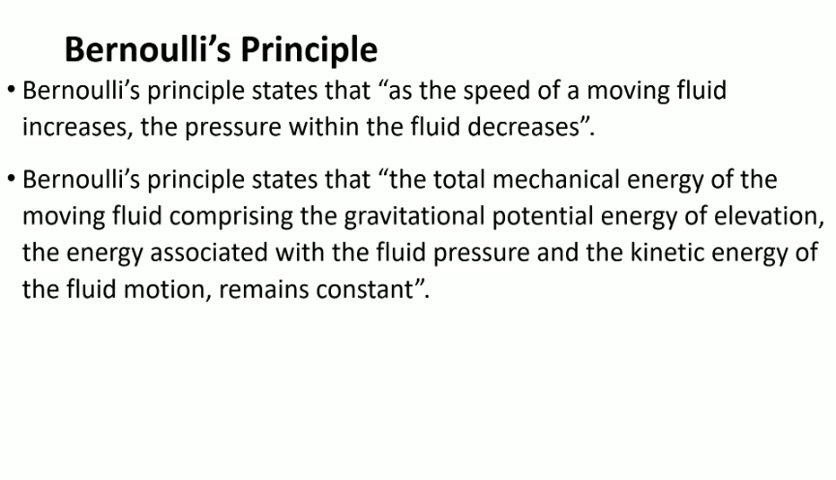 Bernoulli’s Principle
• Bernoulli’s principle states that “as the speed of a moving fluid
increases, the pressure within the fluid decreases”.
• Bernoulli’s principle states that “the total mechanical energy of the
moving fluid comprising the gravitational potential energy of elevation,
the energy associated with the fluid pressure and the kinetic energy of
the fluid motion, remains constant”.